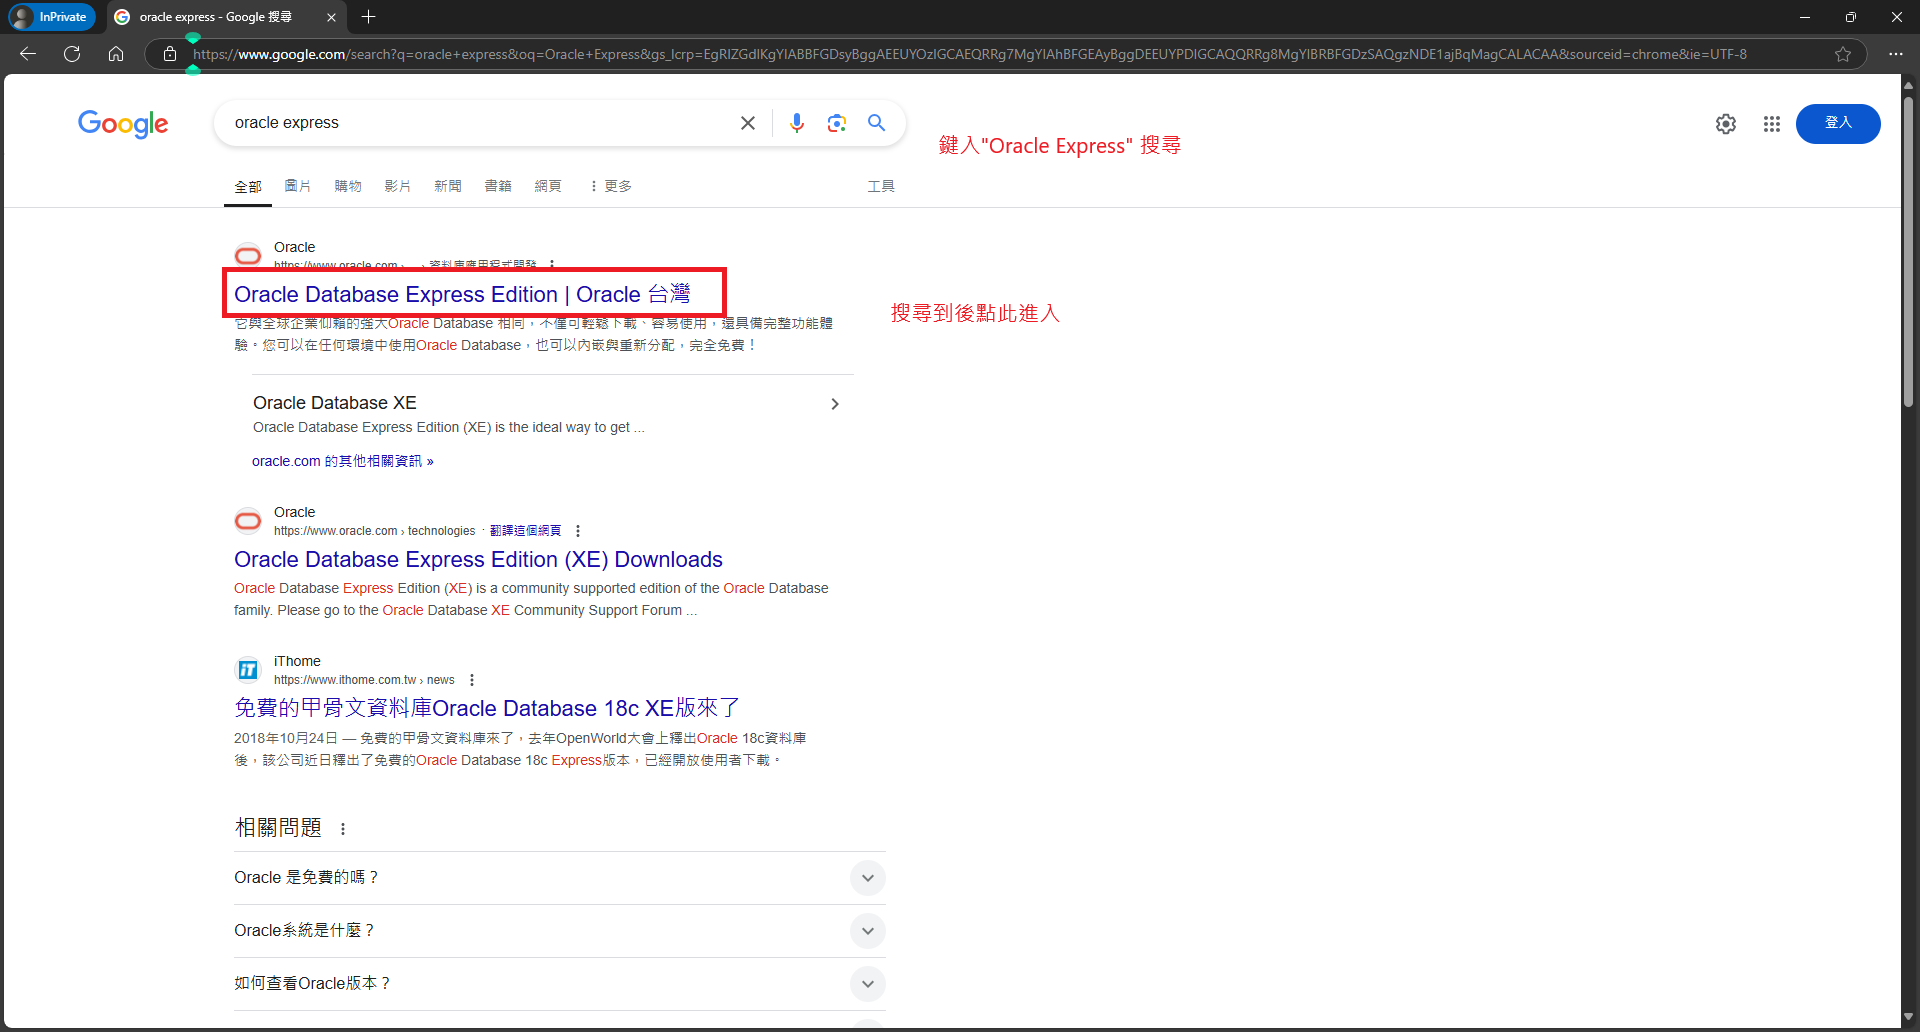 InPrivate
oracle express - Google 搜尋
https://www.google.com/search?q=oracle+express&oq=Oracle+Express&gs_lcrp=EgRIZGdlKgYIABBFGDsyBggAEEUYOzIGCAEQRRg7MgYIAhBFGEAyBggDEEUYPDIGCAQQRRg8MgYIBRBFGDzSAQgzNDE1ajBqMagCALACAA&sourceid=chrome&ie=UTF-8
Google
oracle express
登入
鍵入"Oracle Express" 搜尋
全部 圖片 購物 影片 新聞 書籍 網頁 更多 工具
Oracle
https://www.oracle.com › ... › 資料庫應用程式開發
Oracle Database Express Edition | Oracle 台灣
搜尋到後點此進入
它與全球企業仰賴的強大Oracle Database 相同，不僅可輕鬆下載、容易使用，還具備完整功能體
驗。您可以在任何環境中使用Oracle Database，也可以內嵌與重新分配，完全免費！
Oracle Database XE
Oracle Database Express Edition (XE) is the ideal way to get ...
oracle.com 的其他相關資訊 »
Oracle
https://www.oracle.com › technologies · 翻譯這個網頁
Oracle Database Express Edition (XE) Downloads
Oracle Database Express Edition (XE) is a community supported edition of the Oracle Database
family. Please go to the Oracle Database XE Community Support Forum ...
iT
iThome
https://www.ithome.com.tw › news
免費的甲骨文資料庫Oracle Database 18c XE版來了
2018年10月24日 — 免費的甲骨文資料庫來了，去年OpenWorld大會上釋出Oracle 18c資料庫
後，該公司近日釋出了免費的Oracle Database 18c Express版本，已經開放使用者下載。
相關問題
Oracle 是免費的嗎？
Oracle系統是什麼？
如何查看Oracle版本？